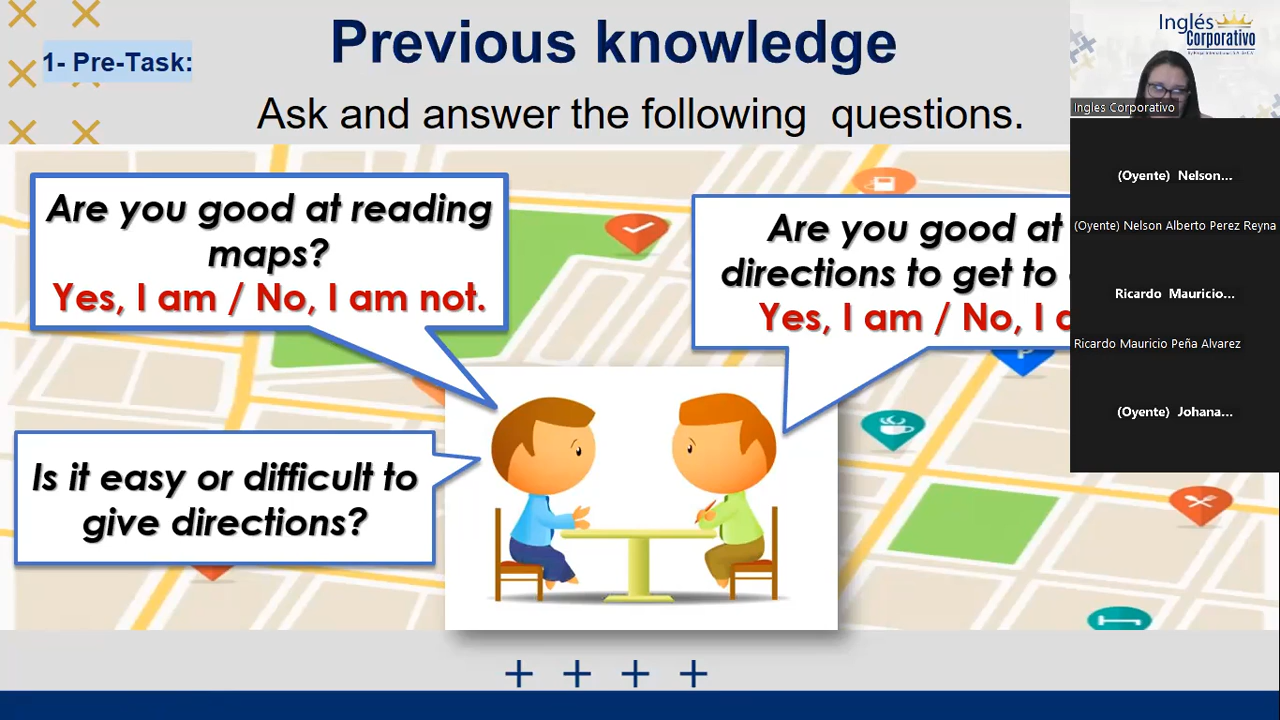 1- Pre-Task:
Previous knowledge
Ask and answer the following questions.
Are you good at reading
maps?
Yes, I am / No, I am not.
Are you good at
directions to get to
Yes, I am / No, I a
Is it easy or difficult to
give directions?
P
Inglés
Corporativo
Ingles Corporativo
(Oyente) Nelson...
(Oyente) Nelson Alberto Perez Reyna
Ricardo Mauricio...
Ricardo Mauricio Peña Alvarez
(Oyente) Johana...